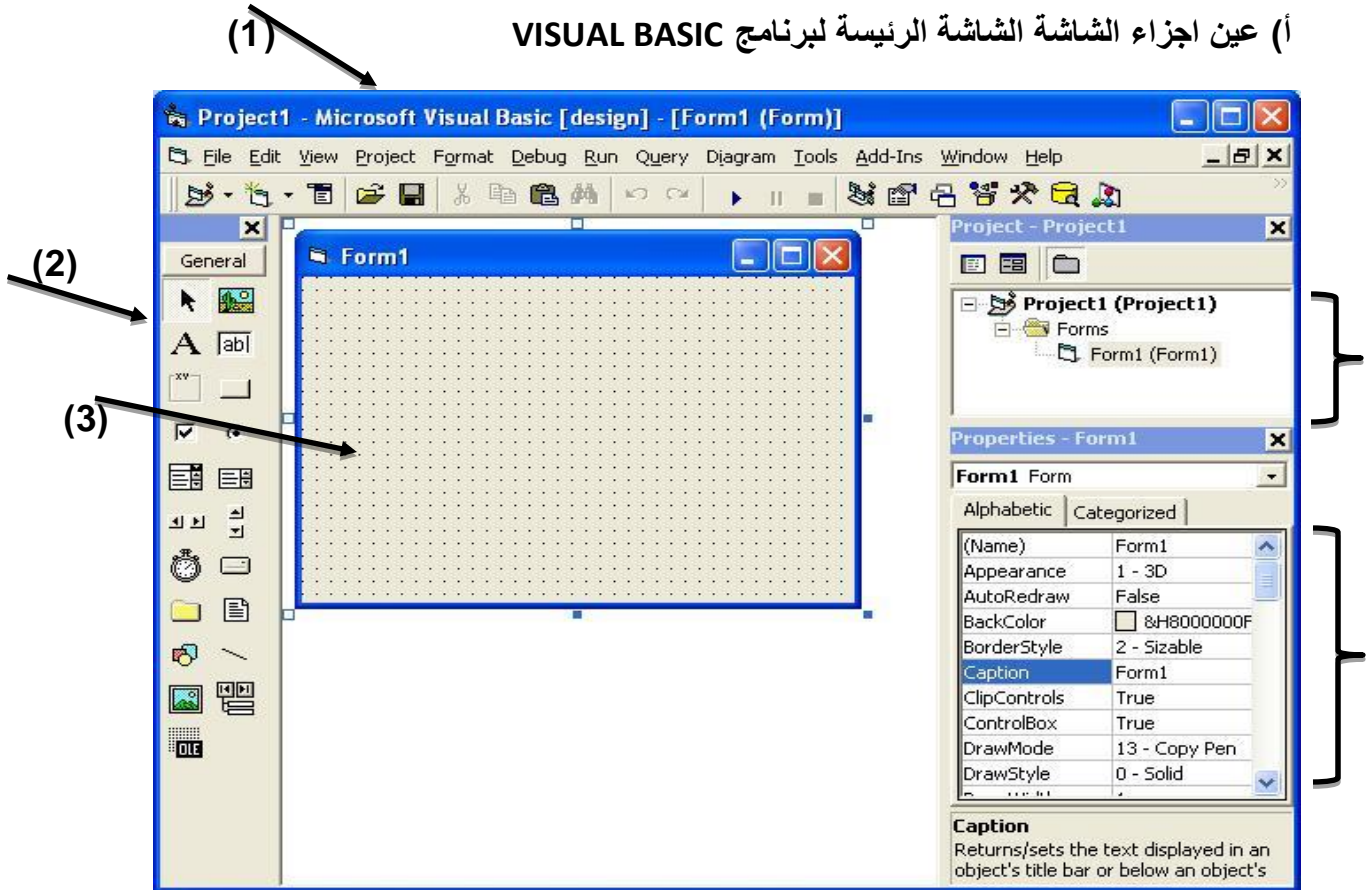 أ) عين اجزاء الشاشة الشاشة الرئيسة لبرنامج VISUAL BASIC
(1)
Project1 - Microsoft Visual Basic [design] - [Form1 (Form)]
File Edit View Project Format Debug Run Query Diagram Tools Add-Ins Window Help
Project - Project1
(2)
General
Form1
Project1 (Project1)
Forms
Form1 (Form1)
A ab|
xv
(3)
Properties - Form1
Form1 Form
Alphabetic Categorized
(Name) Form1
Appearance 1 - 3D
AutoRedraw False
BackColor &H8000000F
BorderStyle 2 - Sizable
Caption Form1
ClipControls True
ControlBox True
DrawMode 13 - Copy Pen
DrawStyle 0 - Solid
OLE
Caption
Returns/sets the text displayed in an
object's title bar or below an object's